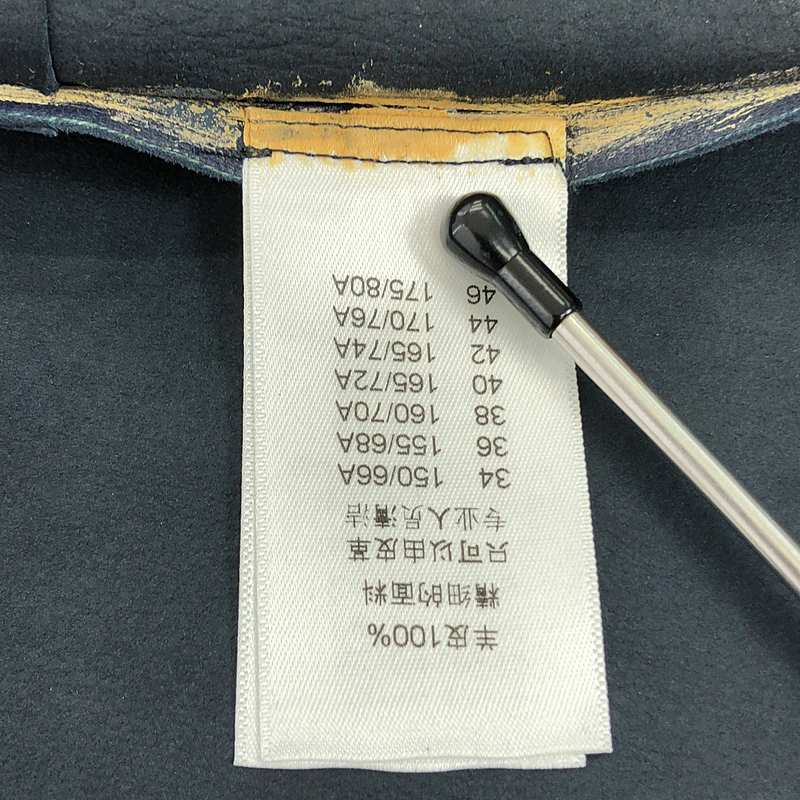 羊皮100%
精细的面料
只可以由皮革
专业人员清洁
34 150/66A
36 155/68A
38 160/70A
40 165/72A
42 165/74A
44 170/76A
46 175/80A